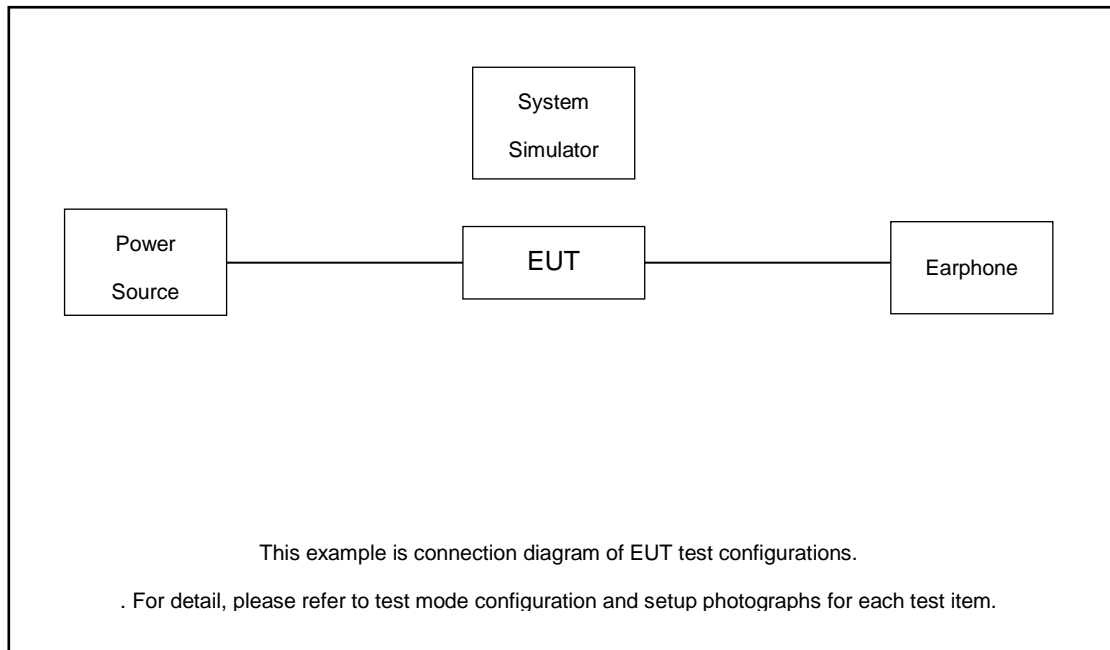 System
Simulator
Power
Source
EUT
Earphone
This example is connection diagram of EUT test configurations.
. For detail, please refer to test mode configuration and setup photographs for each test item.